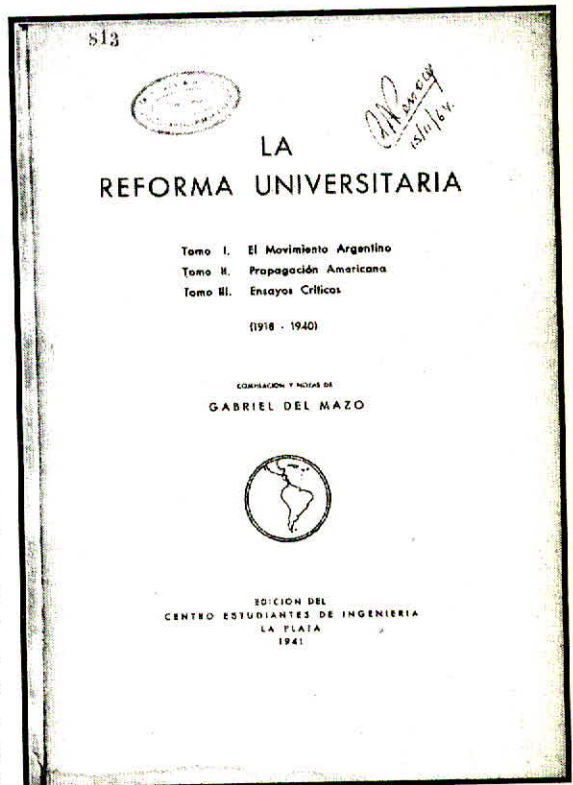 813
LA
REFORMA UNIVERSITARIA
Tomo I. El Movimiento Argentino
Tomo II. Propagación Americana
Tomo III. Ensayos Críticos
(1918 - 1940)
COMPILACION Y NOTAS DE
GABRIEL DEL MAZO
EDICION DEL
CENTRO ESTUDIANTES DE INGENIERIA
LA PLATA
1941